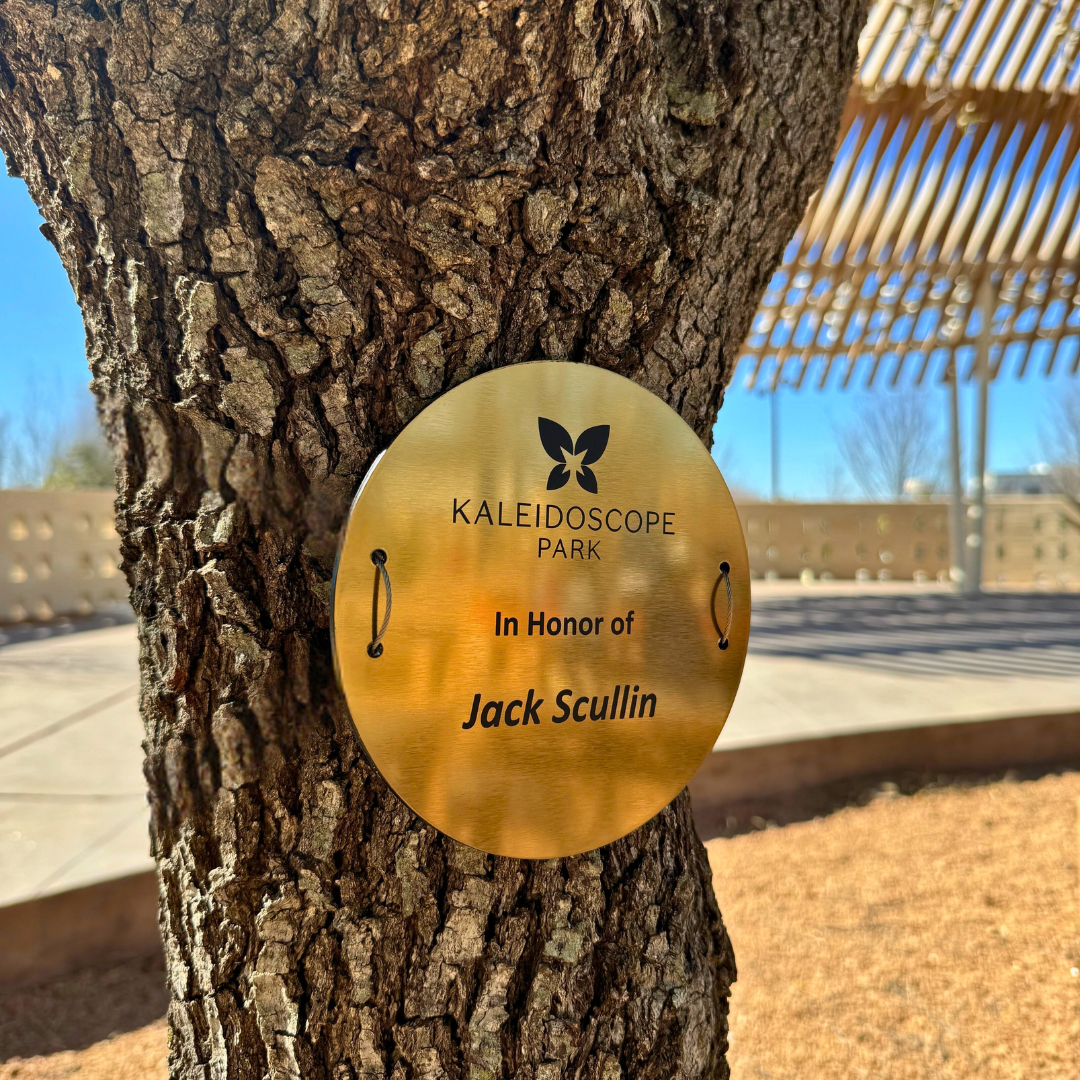 KALEIDOSCOPE
PARK
In Honor of
Jack Scullin